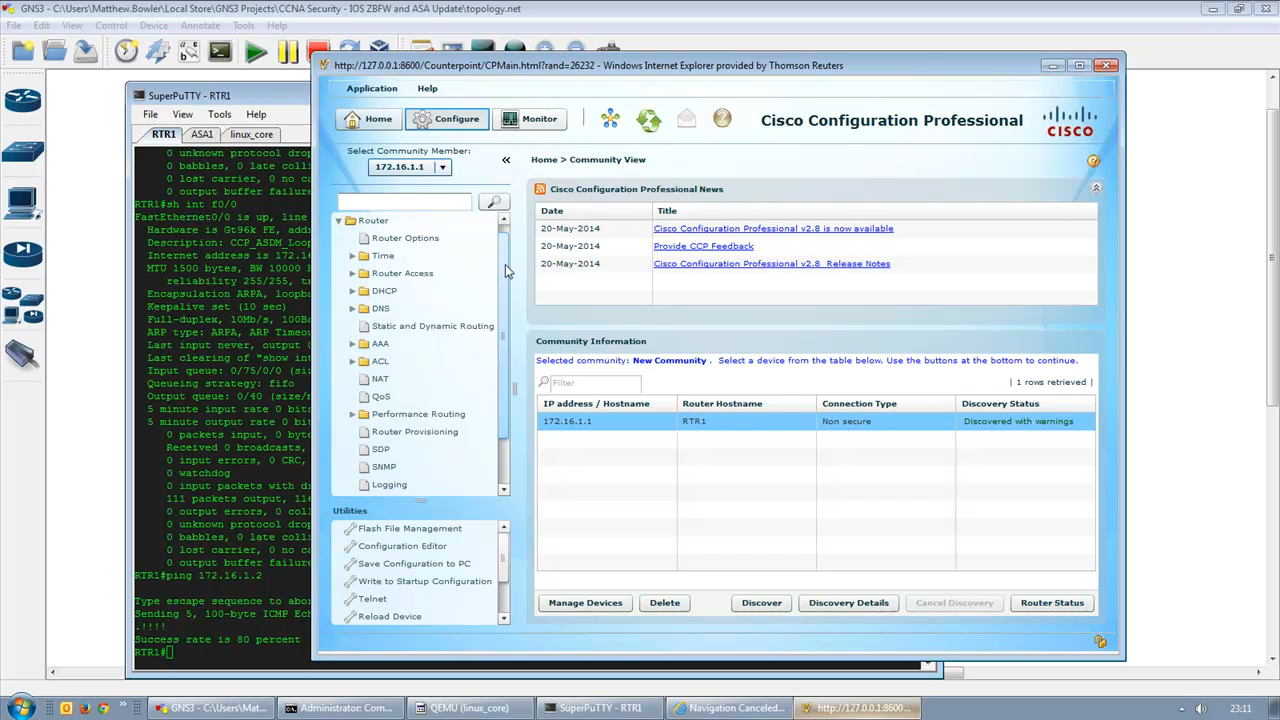 GNS3 - C:\Users\Matthew.Bowler\Local Store\GNS3 Projects\CCNA Security - IOS ZBFW and ASA Update\topology.net
File Edit View Control Device Annotate Tools Help
http://127.0.0.1:8600/Counterpoint/CPMain.html?rand=26232 - Windows Internet Explorer provided by Thomson Reuters
Application Help
Home Configure Monitor
Cisco Configuration Professional
CISCO
Select Community Member:
172.16.1.1
Home > Community View
Cisco Configuration Professional News
Date Title
20-May-2014 Cisco Configuration Professional v2.8 is now available
20-May-2014 Provide CCP Feedback
20-May-2014 Cisco Configuration Professional v2.8 Release Notes
Router
Router Options
Time
Router Access
DHCP
DNS
Static and Dynamic Routing
AAA
ACL
NAT
QoS
Performance Routing
Router Provisioning
SDP
SNMP
Logging
Utilities
Flash File Management
Configuration Editor
Save Configuration to PC
Write to Startup Configuration
Telnet
Reload Device
Community Information
Selected community: New Community . Select a device from the table below. Use the buttons at the bottom to continue.
Filter
| 1 rows retrieved |
IP address / Hostname Router Hostname Connection Type Discovery Status
172.16.1.1 RTR1 Non secure Discovered with warnings
Manage Devices Delete Discover Discovery Details Cancel Discovery Router Status
SuperPuTTY - RTR1
File View Tools Help
RTR1 ASA1 linux_core
0 unknown protocol drop
0 babbles, 0 late colli
0 lost carrier, 0 no ca
0 output buffer failure
RTR1#sh int f0/0
FastEthernet0/0 is up, line
Hardware is Gt96k FE, addre
Description: CCP_ASDM_Loop
Internet address is 172.16
MTU 1500 bytes, BW 10000 K
reliability 255/255, tx
Encapsulation ARPA, loopba
Keepalive set (10 sec)
Full-duplex, 10Mb/s, 100Ba
ARP type: ARPA, ARP Timeou
Last input never, output 0
Last clearing of "show int
Input queue: 0/75/0/0 (siz
Queueing strategy: fifo
Output queue: 0/40 (size/m
5 minute input rate 0 bits
5 minute output rate 0 bit
0 packets input, 0 byte
Received 0 broadcasts,
0 input errors, 0 CRC,
0 watchdog
0 input packets with dr
111 packets output, 116
0 output errors, 0 coll
0 unknown protocol drop
0 babbles, 0 late colli
0 lost carrier, 0 no ca
0 output buffer failure
RTR1#ping 172.16.1.2
Type escape sequence to abor
Sending 5, 100-byte ICMP Ech
.!!!!
Success rate is 80 percent
RTR1#
GNS3 - C:\Users\Mat... Administrator: Com... QEMU (linux_core) SuperPuTTY - RTR1 Navigation Canceled... http://127.0.0.1:8600... 23:11